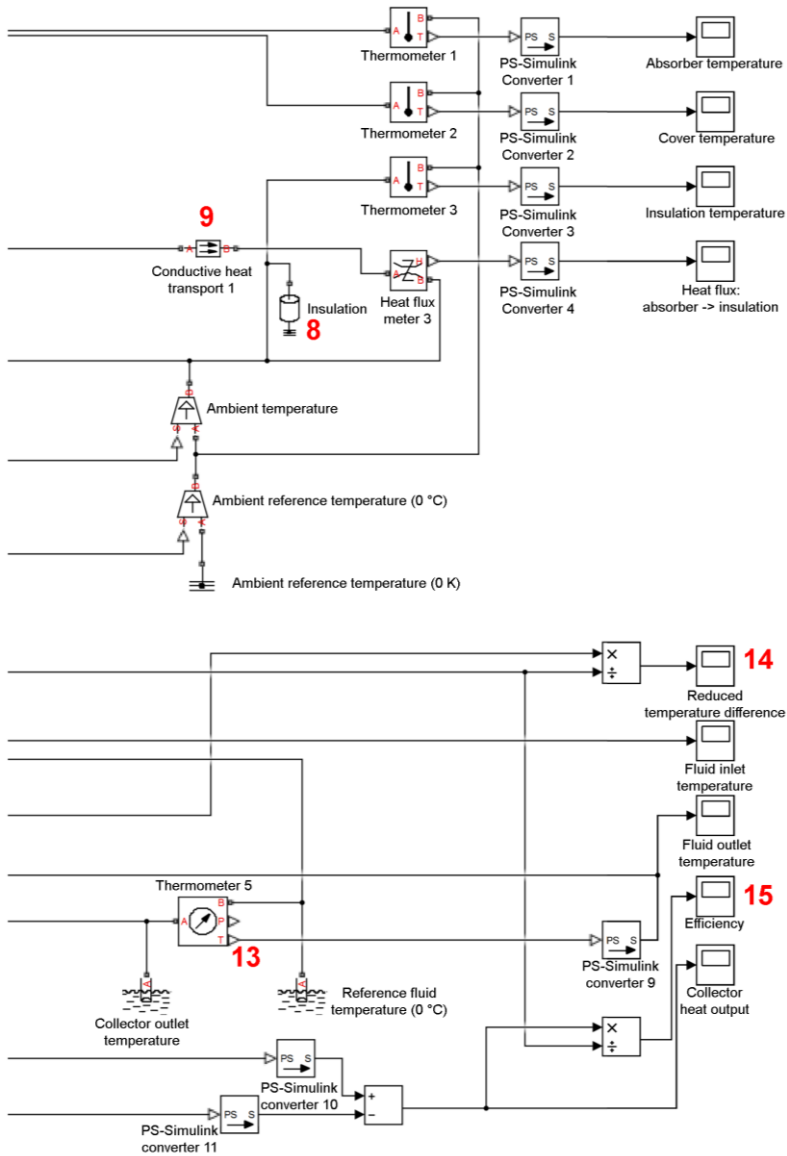 B
A
T
Thermometer 1
PS S
PS-Simulink
Converter 1
Absorber temperature
B
A
T
Thermometer 2
PS S
PS-Simulink
Converter 2
Cover temperature
B
A
T
Thermometer 3
PS S
PS-Simulink
Converter 3
Insulation temperature
9
A
B
Conductive heat
transport 1
H
A
B
Heat flux
meter 3
PS S
PS-Simulink
Converter 4
Heat flux:
absorber -> insulation
Insulation
8
B
Ambient temperature
S
A
B
Ambient reference temperature (0 °C)
S
A
Ambient reference temperature (0 K)
×
÷
14
Reduced
temperature difference
Fluid inlet
temperature
Fluid outlet
temperature
Thermometer 5
B
A
P
T
13
PS S
PS-Simulink
converter 9
15
Efficiency
A
Collector outlet
temperature
A
Reference fluid
temperature (0 °C)
Collector
heat output
×
÷
PS S
PS-Simulink
converter 10
+
−
PS S
PS-Simulink
converter 11